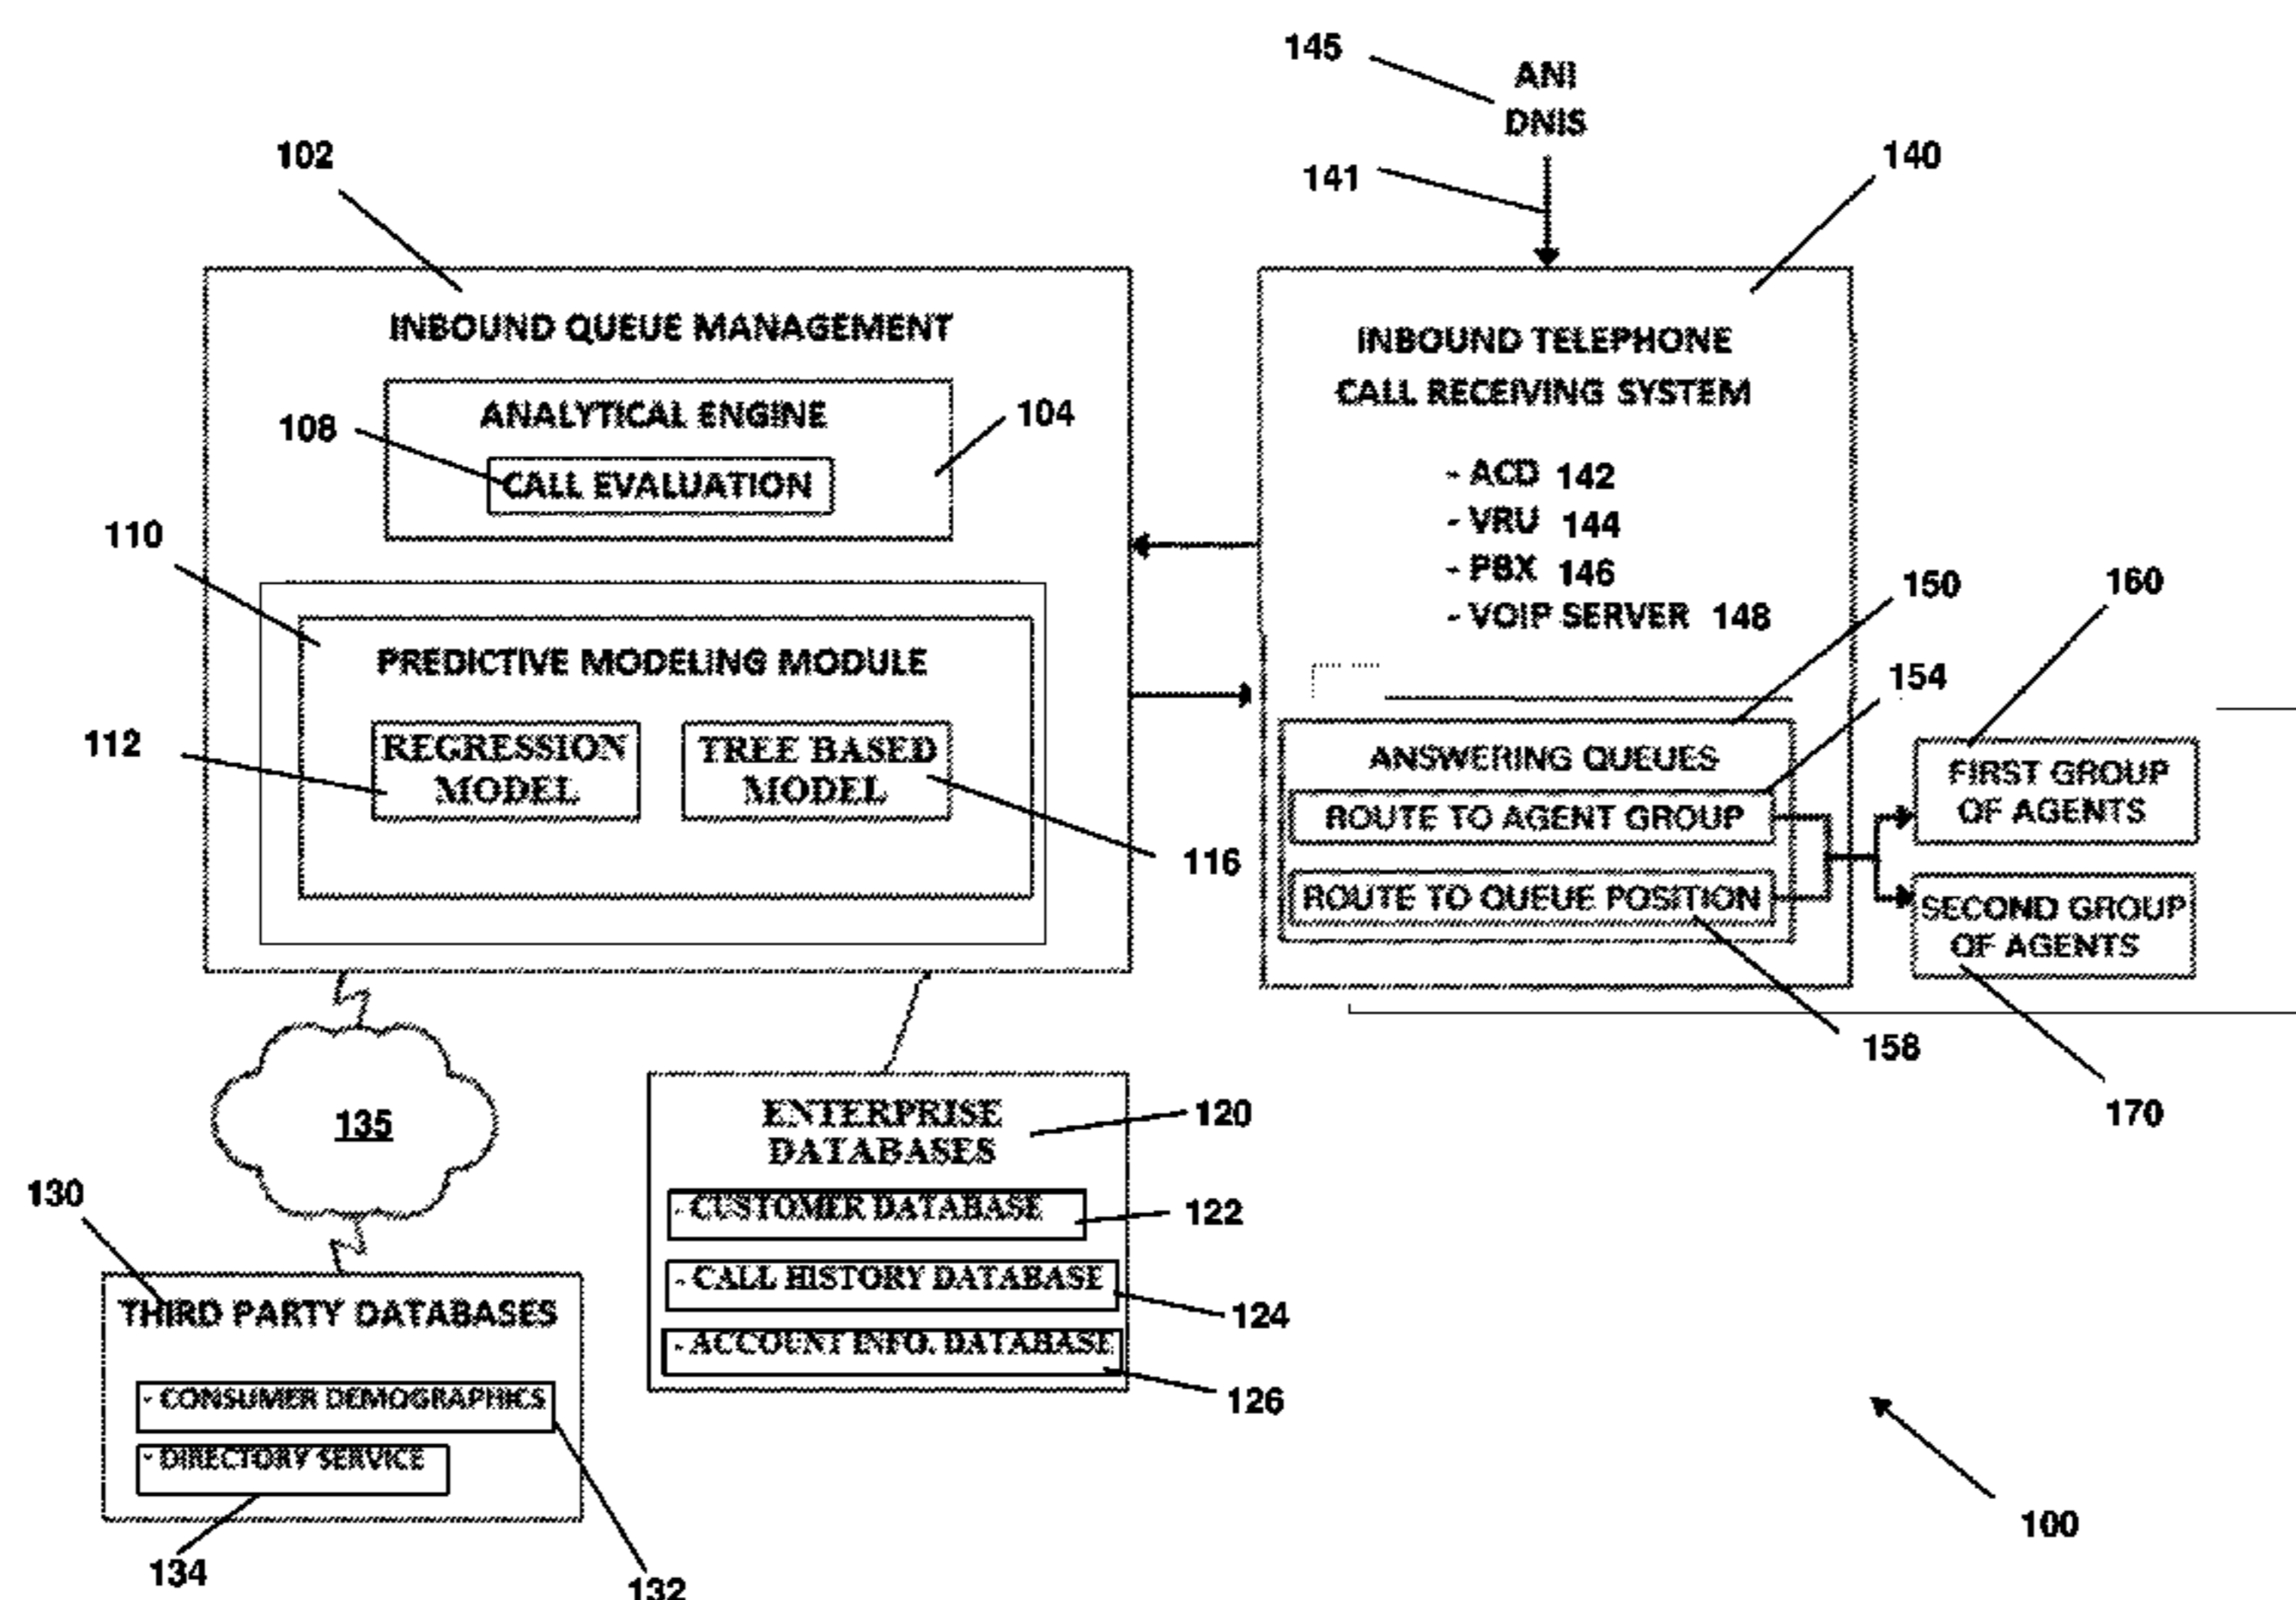 145
ANI
DNIS
141
102
140
INBOUND QUEUE MANAGEMENT
ANALYTICAL ENGINE
108
104
CALL EVALUATION
110
PREDICTIVE MODELING MODULE
112
REGRESSION
MODEL
TREE BASED
MODEL
116
INBOUND TELEPHONE
CALL RECEIVING SYSTEM
- ACD 142
- VRU 144
- PBX 146
- VOIP SERVER 148
150
154
160
ANSWERING QUEUES
ROUTE TO AGENT GROUP
ROUTE TO QUEUE POSITION
FIRST GROUP
OF AGENTS
SECOND GROUP
OF AGENTS
158
170
135
130
THIRD PARTY DATABASES
- CONSUMER DEMOGRAPHICS
- DIRECTORY SERVICE
134
132
ENTERPRISE
DATABASES
120
- CUSTOMER DATABASE
122
- CALL HISTORY DATABASE
124
- ACCOUNT INFO. DATABASE
126
100